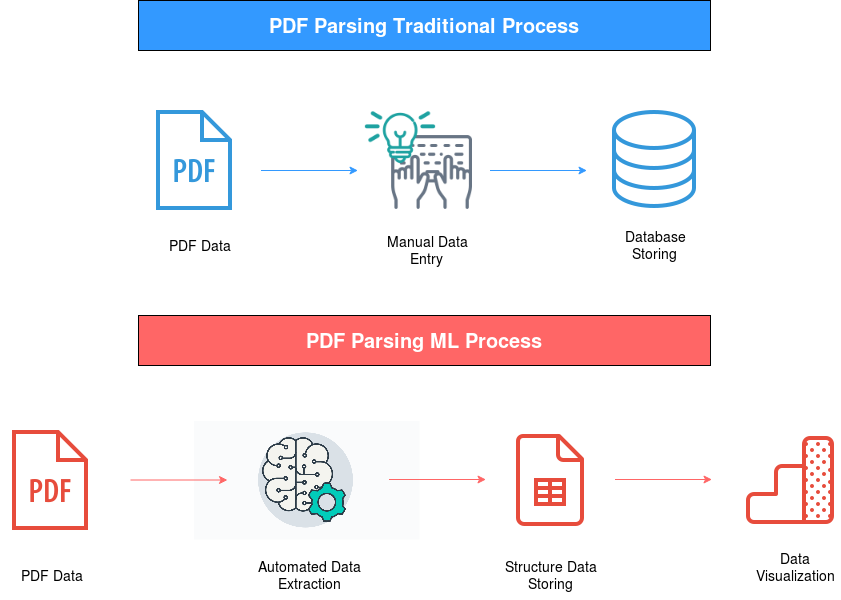 PDF Parsing Traditional Process
PDF
PDF Data
Manual Data
Entry
Database
Storing
PDF Parsing ML Process
PDF
PDF Data
Automated Data
Extraction
Structure Data
Storing
Data
Visualization